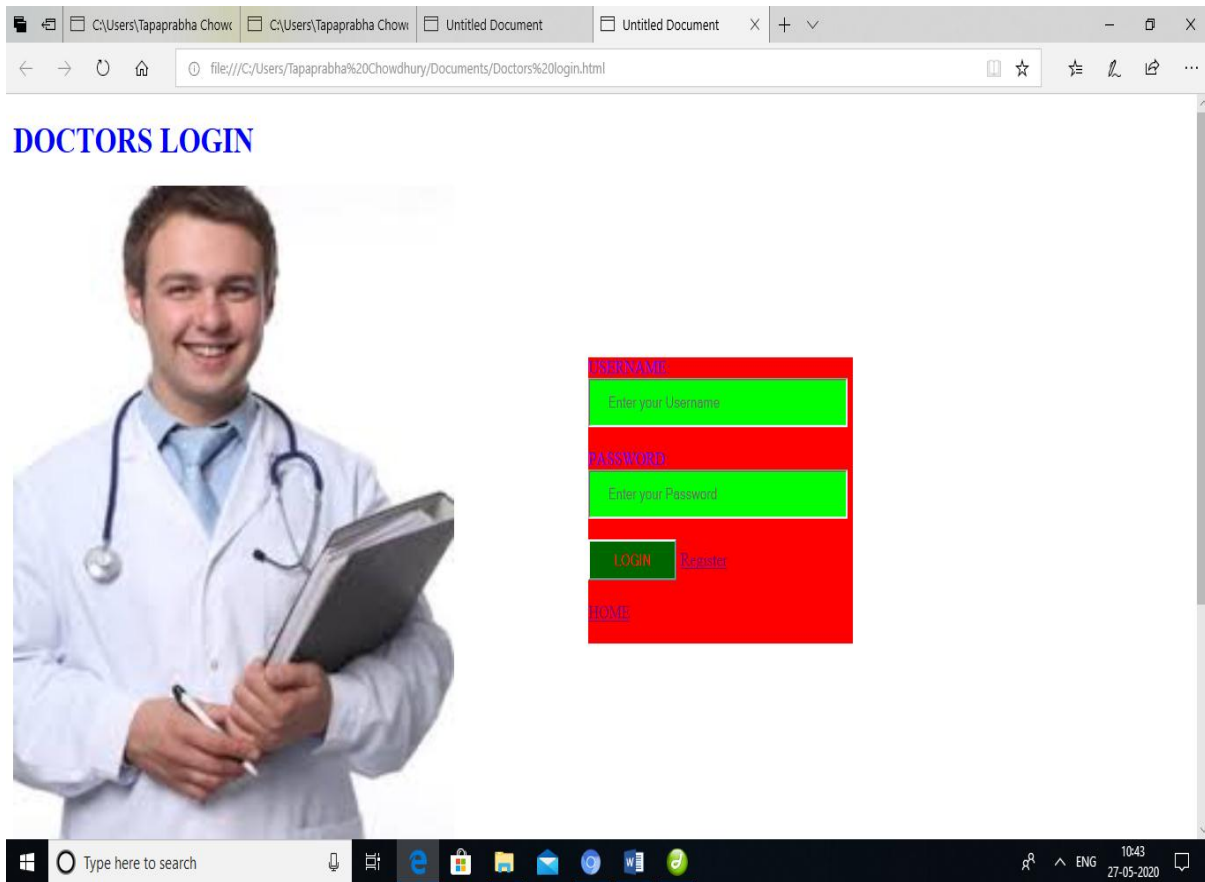 C:\Users\Tapaprabha Chow
C:\Users\Tapaprabha Chow
Untitled Document
Untitled Document
file:///C:/Users/Tapaprabha%20Chowdhury/Documents/Doctors%20login.html
DOCTORS LOGIN
USERNAME:
Enter your Username
PASSWORD
Enter your Password
LOGIN Register
HOME
Type here to search
ENG
10:43
27-05-2020